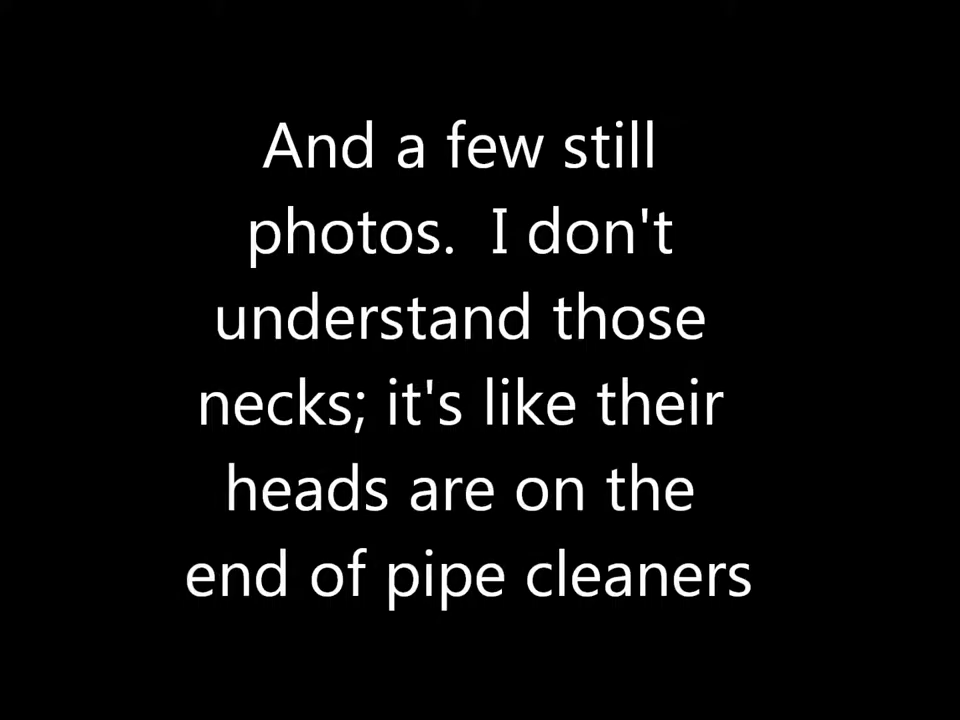 And a few still
photos.  I don't
understand those
necks; it's like their
heads are on the
end of pipe cleaners